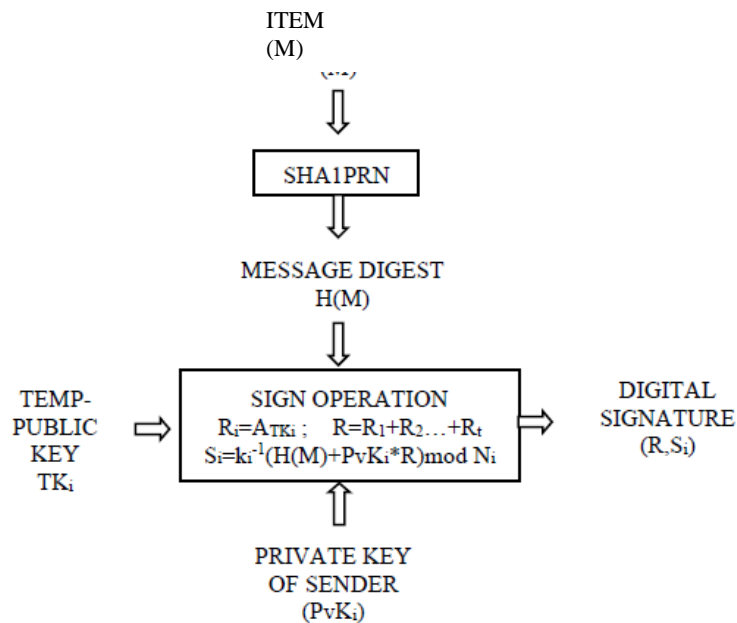 ITEM
(M)
(M)
SHA1PRN
MESSAGE DIGEST
H(M)
SIGN OPERATION
Rᵢ=A_TKᵢ ; R=R₁+R₂...+Rₜ
Sᵢ=kᵢ⁻¹(H(M)+PvKᵢ*R)mod Nᵢ
TEMP-
PUBLIC
KEY
TKᵢ
DIGITAL
SIGNATURE
(R,Sᵢ)
PRIVATE KEY
OF SENDER
(PvKᵢ)